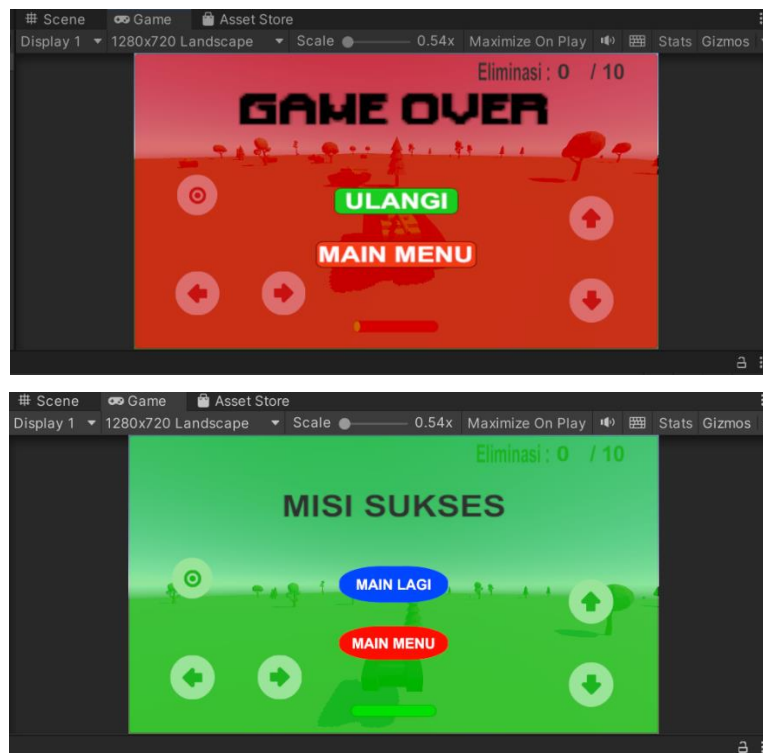 Scene Game Asset Store
Display 1 1280x720 Landscape Scale 0.54x Maximize On Play Stats Gizmos
Eliminasi : 0 / 10
GAME OVER
ULANGI
MAIN MENU
Scene Game Asset Store
Display 1 1280x720 Landscape Scale 0.54x Maximize On Play Stats Gizmos
Eliminasi : 0 / 10
MISI SUKSES
MAIN LAGI
MAIN MENU